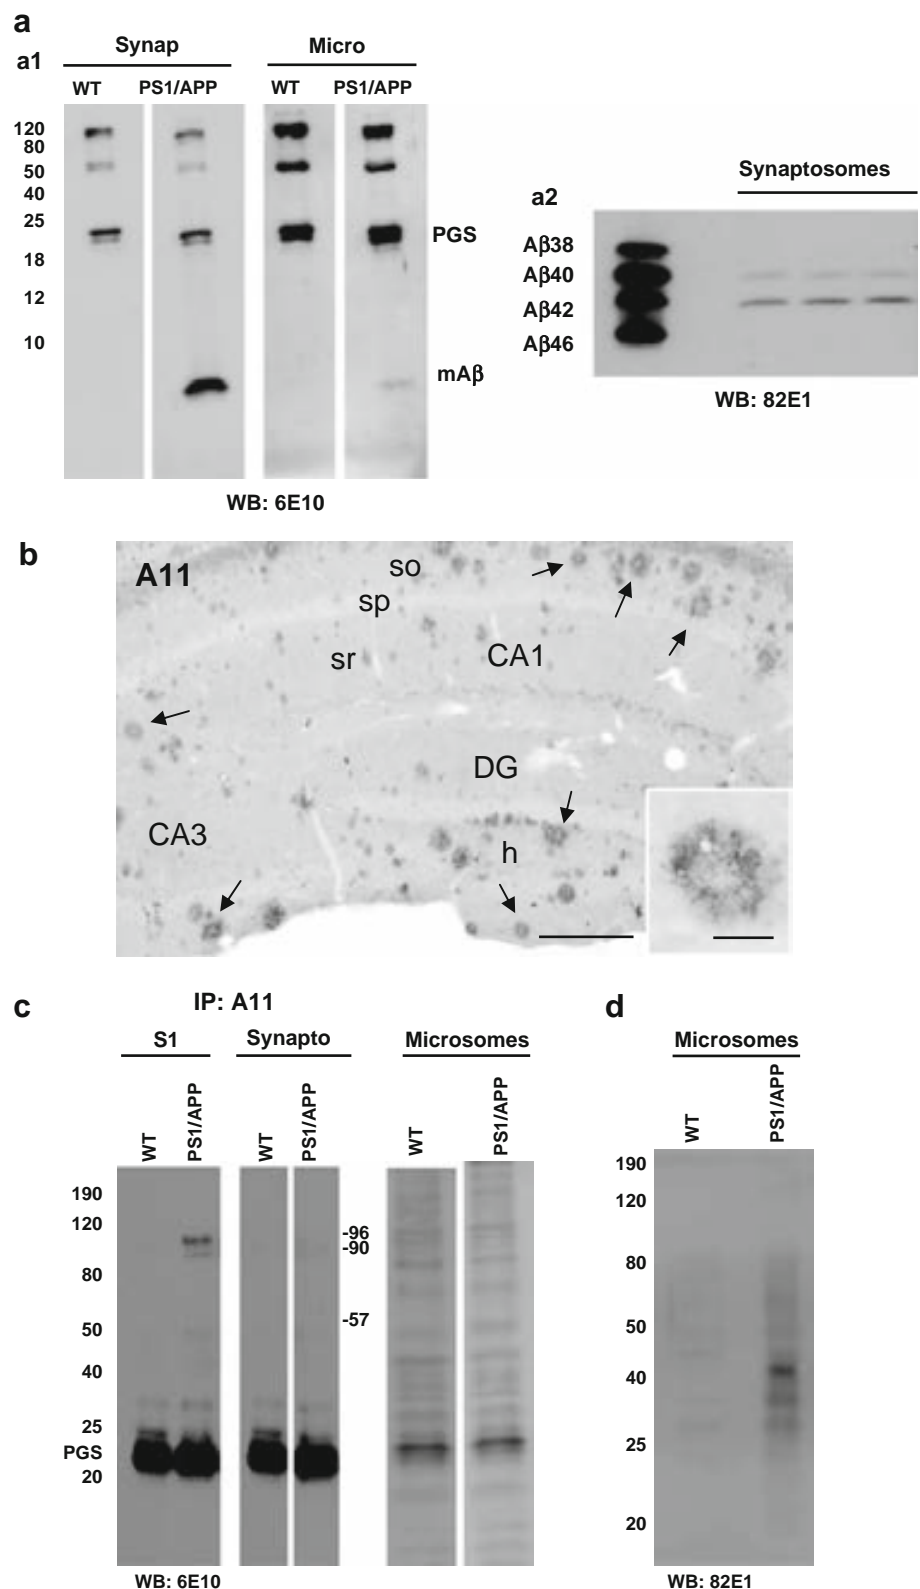 a
a1
Synap
Micro
WT
PS1/APP
WT
PS1/APP
120
80
50
40
25
18
12
10
PGS
mAβ
WB: 6E10
a2
Synaptosomes
Aβ38
Aβ40
Aβ42
Aβ46
WB: 82E1
b
A11
so
sp
sr
CA1
DG
CA3
h
c
IP: A11
S1
Synapto
Microsomes
WT
PS1/APP
WT
PS1/APP
WT
PS1/APP
190
120
80
50
40
25
PGS
20
-96
-90
-57
WB: 6E10
d
Microsomes
WT
PS1/APP
190
120
80
50
40
25
20
WB: 82E1